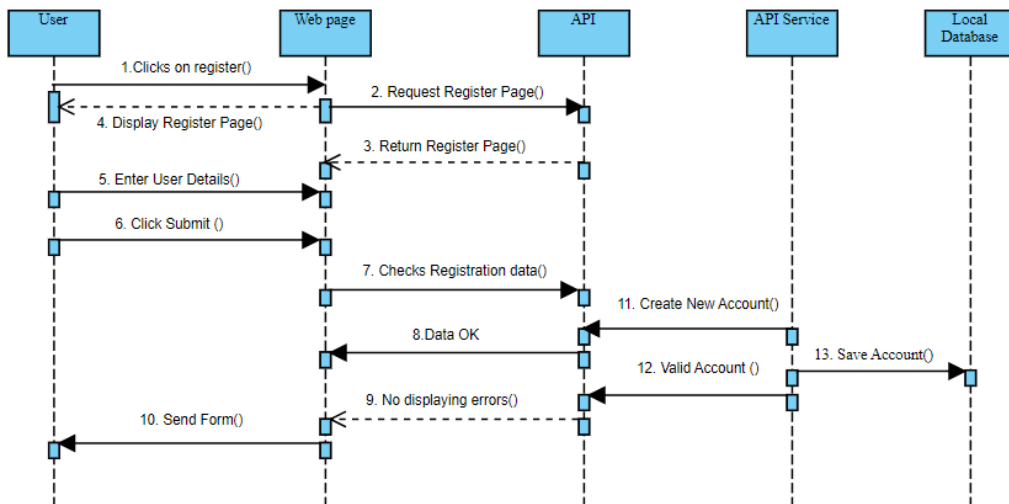 User
Web page
API
API Service
Local
Database
1.Clicks on register()
2. Request Register Page()
4. Display Register Page()
3. Return Register Page()
5. Enter User Details()
6. Click Submit ()
7. Checks Registration data()
11. Create New Account()
8.Data OK
12. Valid Account ()
13. Save Account()
9. No displaying errors()
10. Send Form()